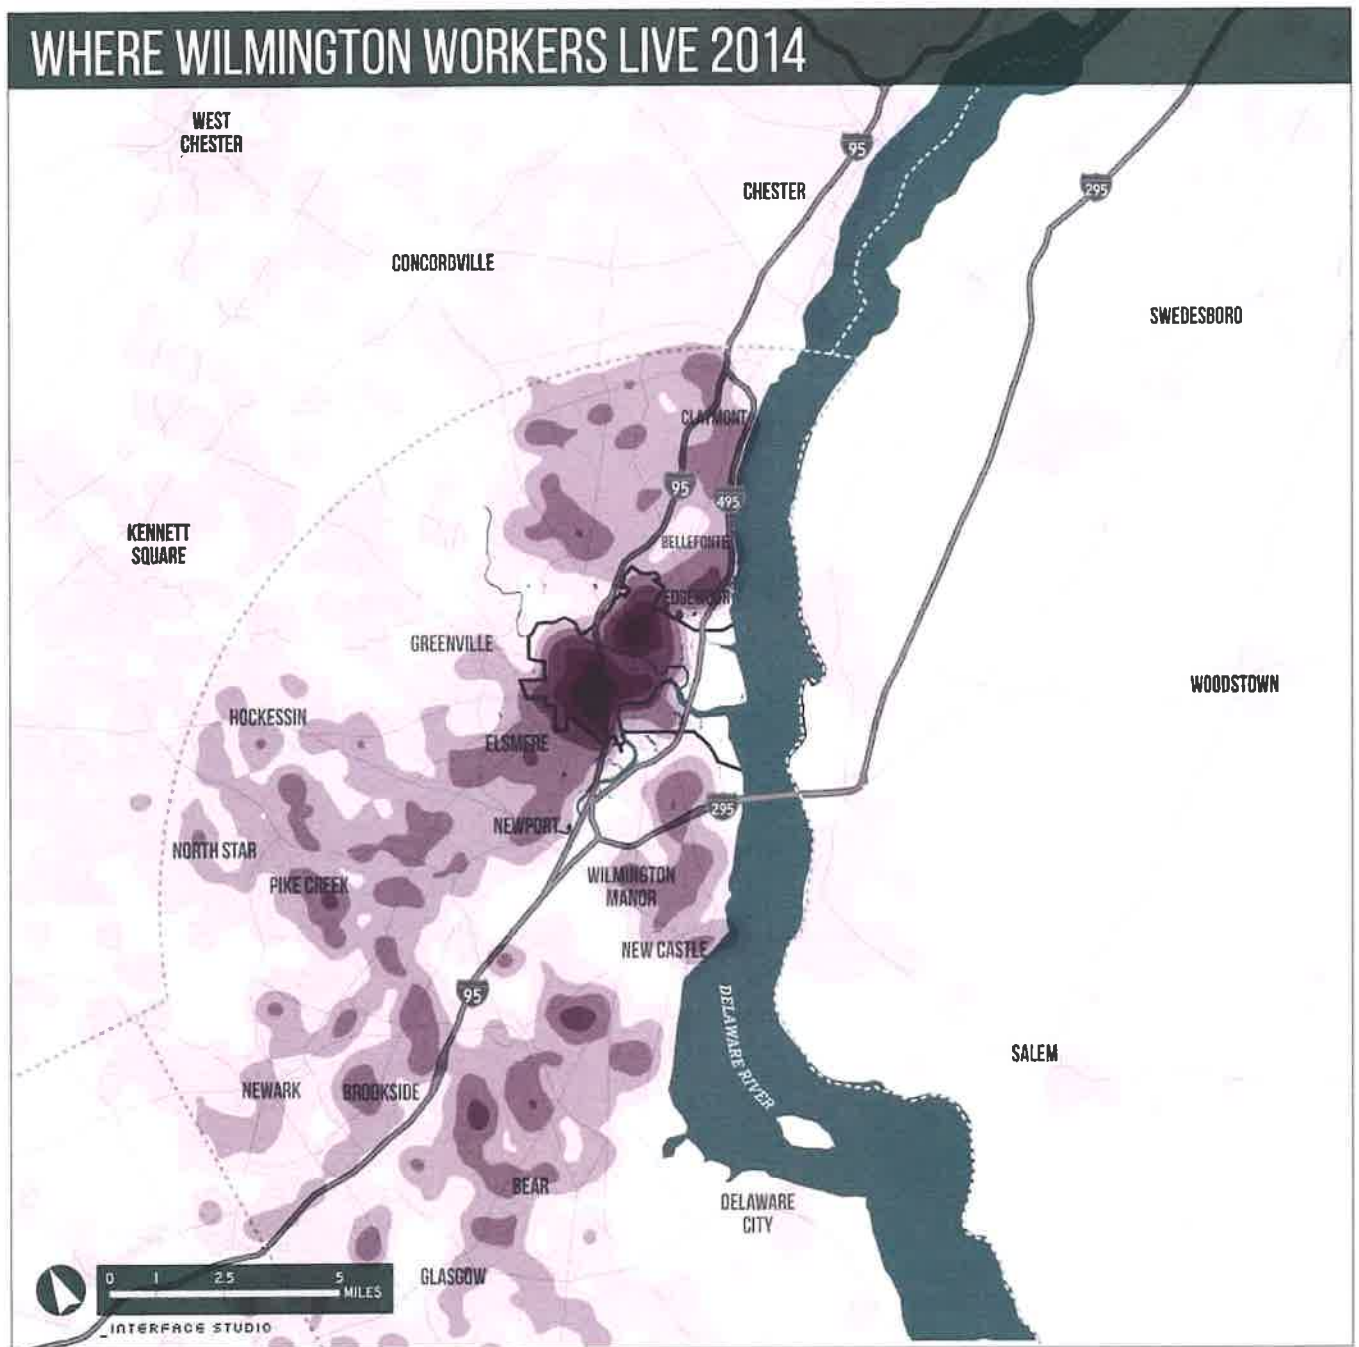 WHERE WILMINGTON WORKERS LIVE 2014
WEST
CHESTER
95
CHESTER
295
CONCORDVILLE
SWEDESBORO
CLAYMONT
95
495
KENNETT
SQUARE
BELLEFONTE
EDGEMOOR
GREENVILLE
WOODSTOWN
HOCKESSIN
ELSMERE
295
NEWPORT
NORTH STAR
PIKE CREEK
WILMINGTON
MANOR
NEW CASTLE
95
DELAWARE RIVER
SALEM
NEWARK
BROOKSIDE
BEAR
DELAWARE
CITY
GLASGOW
0 1 2.5 5
MILES
_INTERFACE STUDIO